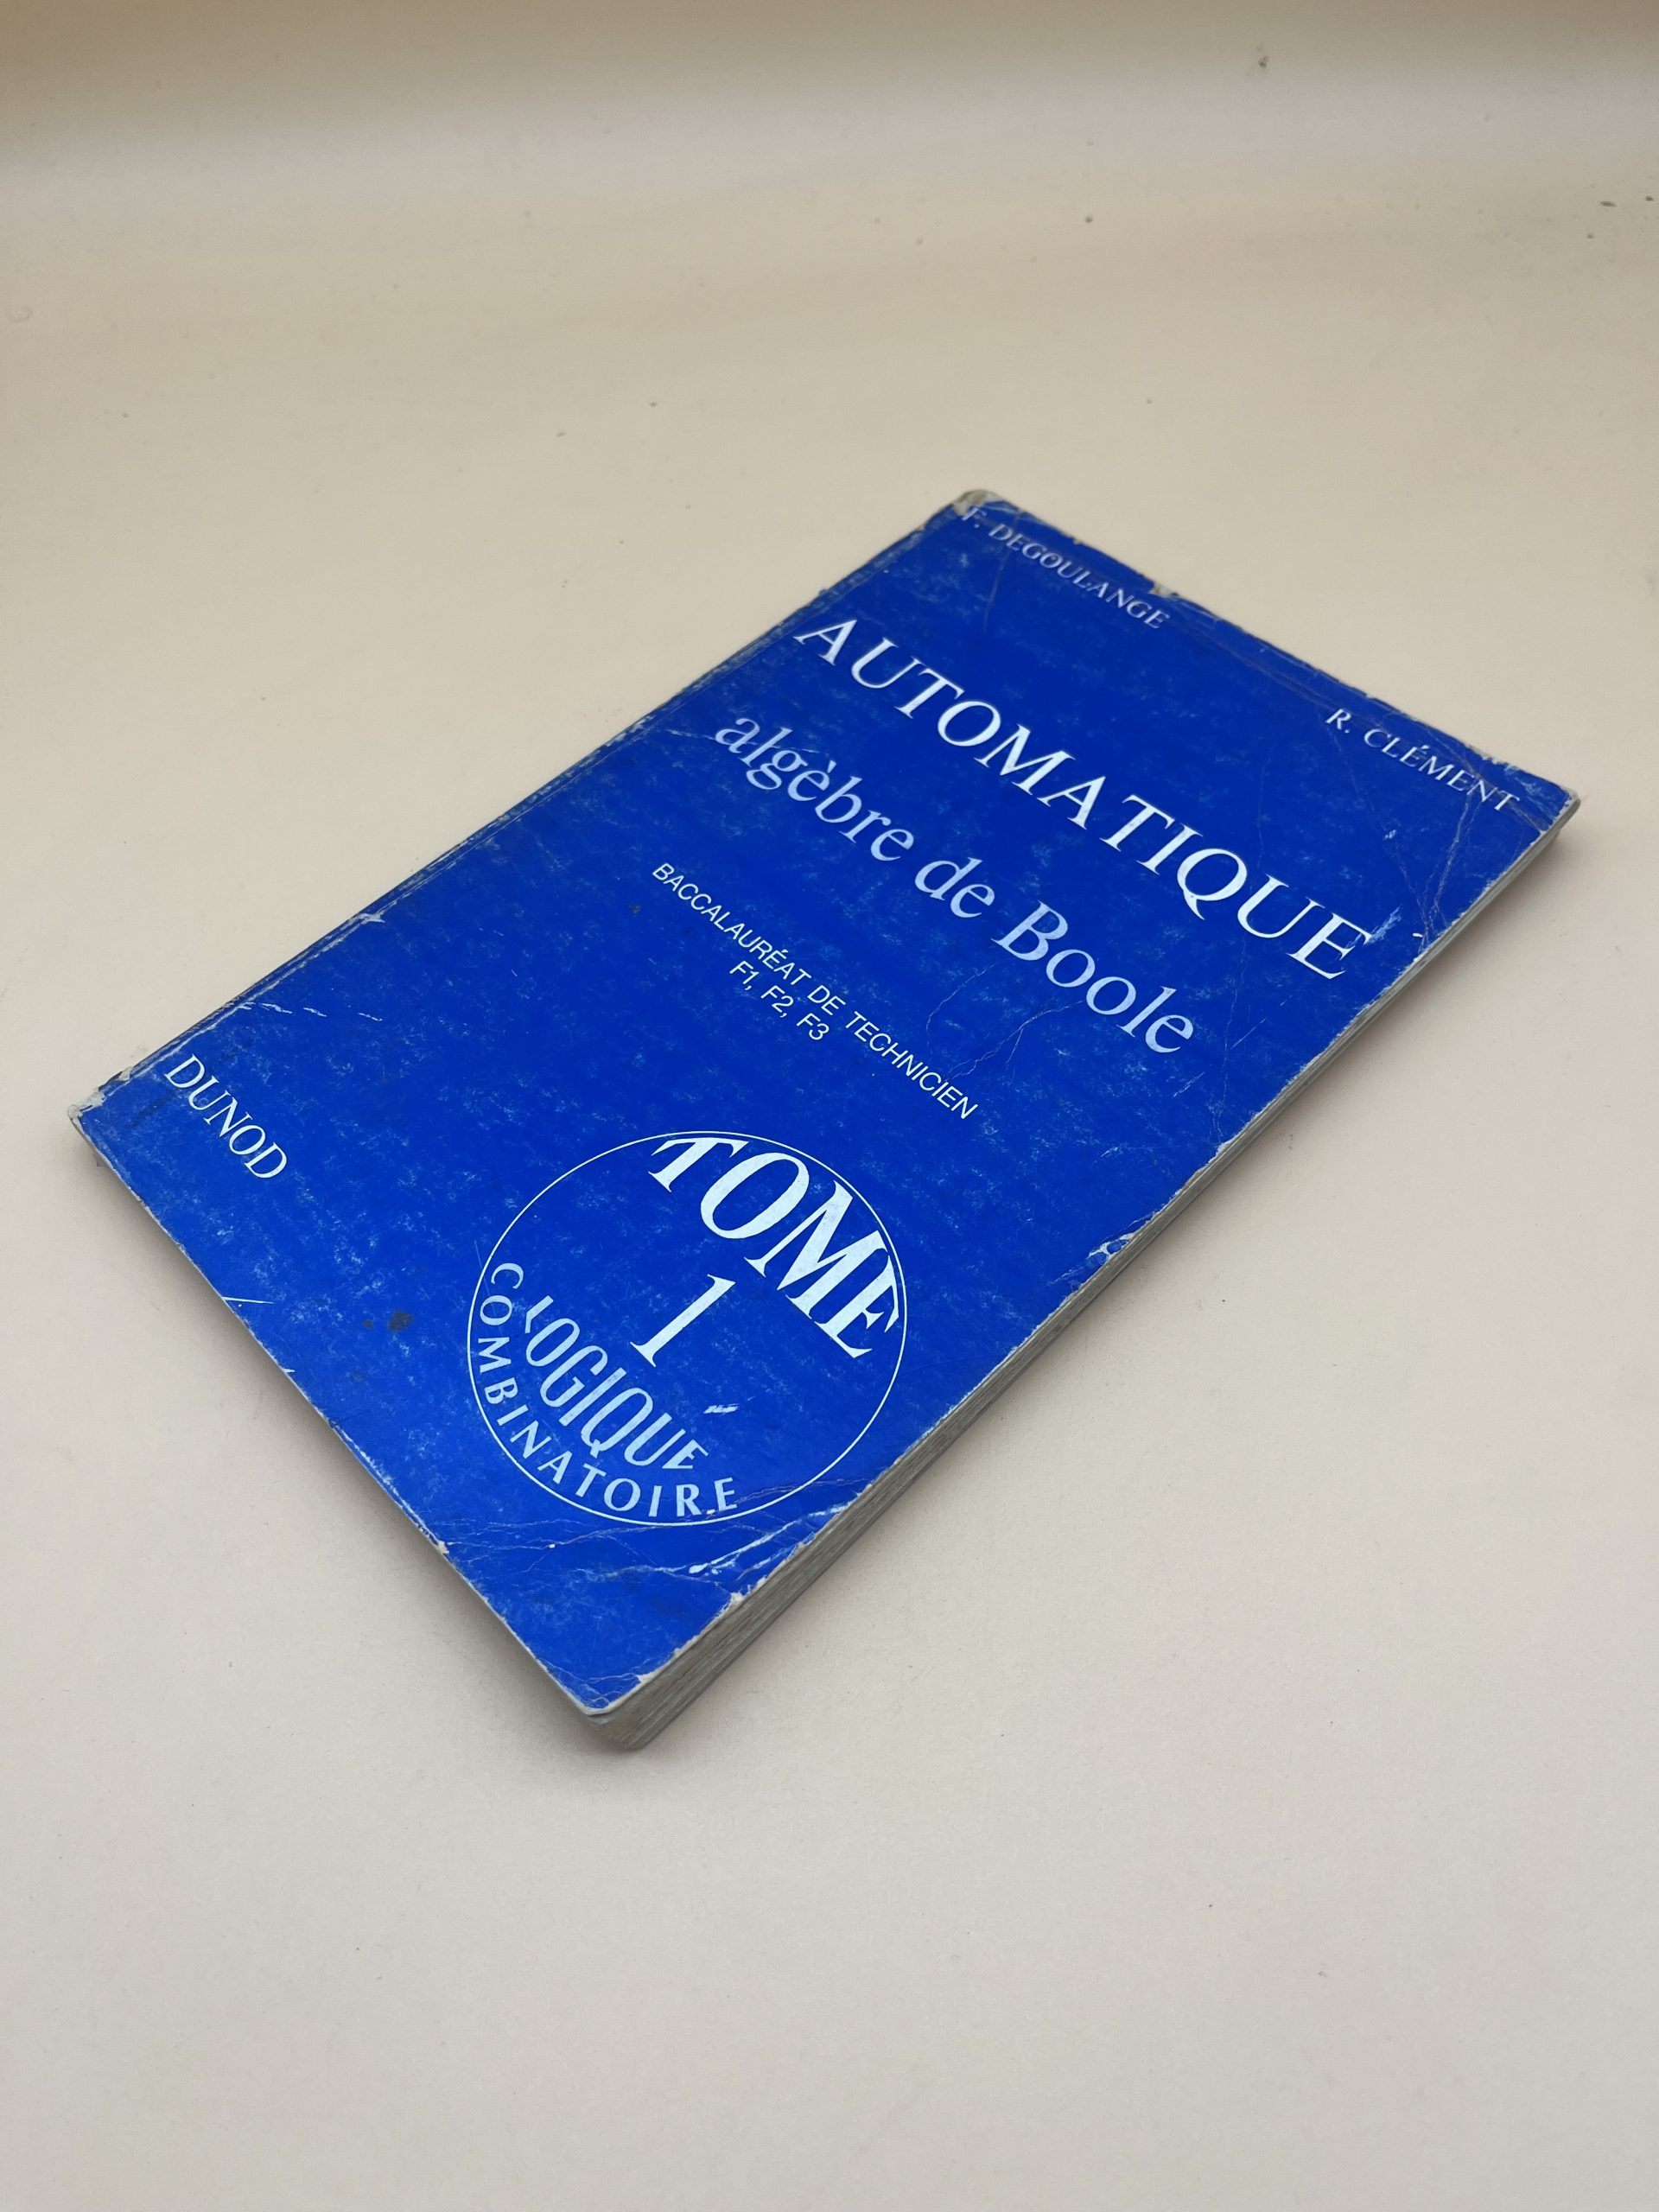 F. DEGOULANGE
R. CLÉMENT
AUTOMATIQUE
algèbre de Boole
BACCALAURÉAT DE TECHNICIEN
F1, F2, F3
TOME
1
LOGIQUE
COMBINATOIRE
DUNOD